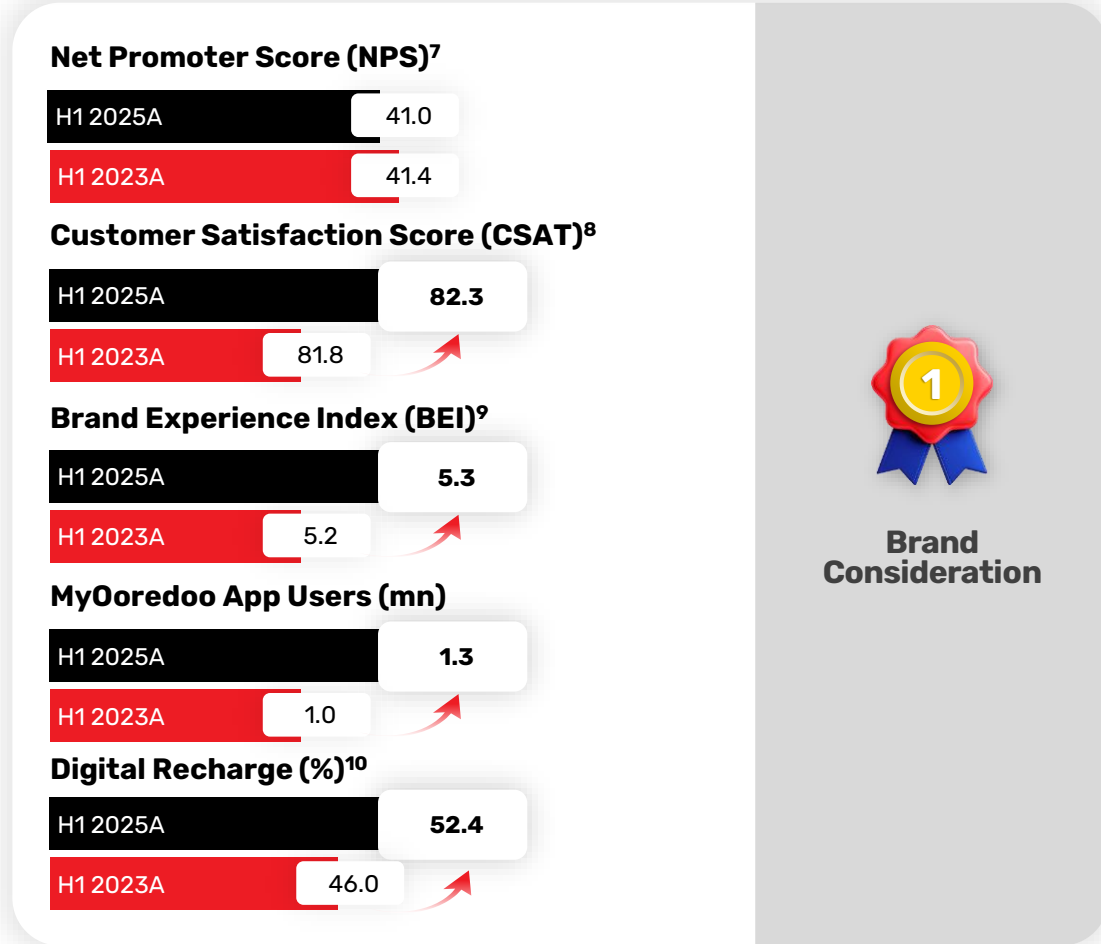 Net Promoter Score (NPS)⁷
H1 2025A 41.0
H1 2023A 41.4
Customer Satisfaction Score (CSAT)⁸
H1 2025A 82.3
H1 2023A 81.8
Brand Experience Index (BEI)⁹
H1 2025A 5.3
H1 2023A 5.2
MyOoredoo App Users (mn)
H1 2025A 1.3
H1 2023A 1.0
Digital Recharge (%)¹⁰
H1 2025A 52.4
H1 2023A 46.0
1
Brand
Consideration